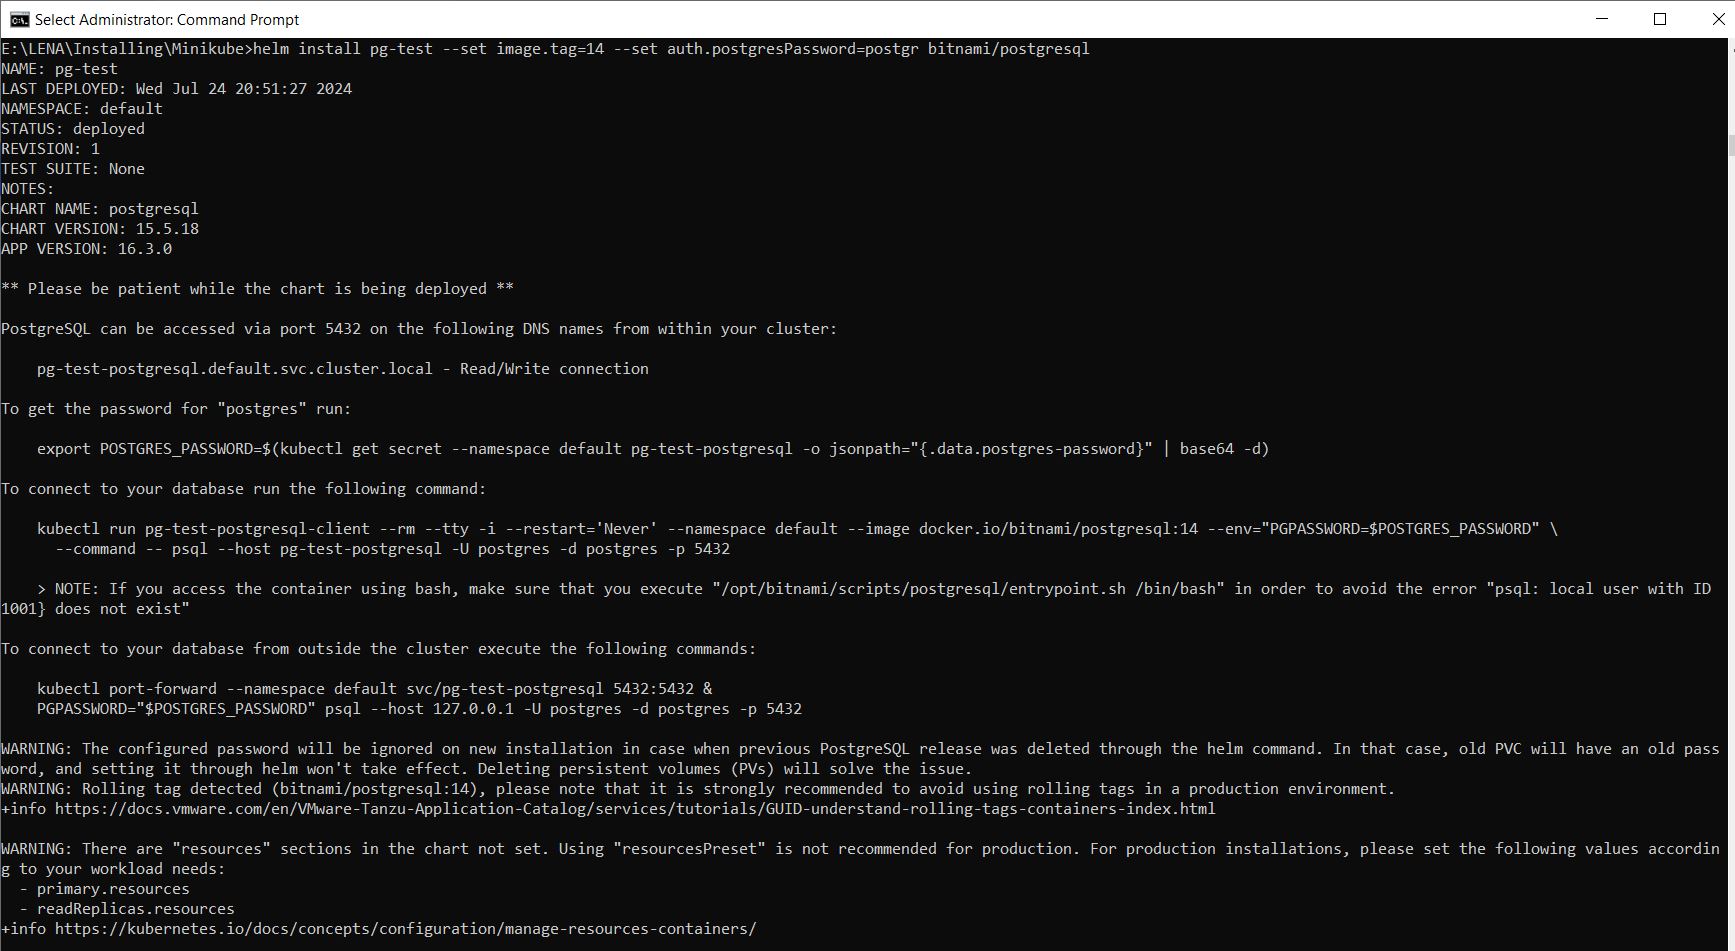 Select Administrator: Command Prompt
E:\LENA\Installing\Minikube>helm install pg-test --set image.tag=14 --set auth.postgresPassword=postgr bitnami/postgresql
NAME: pg-test
LAST DEPLOYED: Wed Jul 24 20:51:27 2024
NAMESPACE: default
STATUS: deployed
REVISION: 1
TEST SUITE: None
NOTES:
CHART NAME: postgresql
CHART VERSION: 15.5.18
APP VERSION: 16.3.0
** Please be patient while the chart is being deployed **
PostgreSQL can be accessed via port 5432 on the following DNS names from within your cluster:
    pg-test-postgresql.default.svc.cluster.local - Read/Write connection
To get the password for "postgres" run:
    export POSTGRES_PASSWORD=$(kubectl get secret --namespace default pg-test-postgresql -o jsonpath="{.data.postgres-password}" | base64 -d)
To connect to your database run the following command:
    kubectl run pg-test-postgresql-client --rm --tty -i --restart='Never' --namespace default --image docker.io/bitnami/postgresql:14 --env="PGPASSWORD=$POSTGRES_PASSWORD" \
      --command -- psql --host pg-test-postgresql -U postgres -d postgres -p 5432
    > NOTE: If you access the container using bash, make sure that you execute "/opt/bitnami/scripts/postgresql/entrypoint.sh /bin/bash" in order to avoid the error "psql: local user with ID
1001} does not exist"
To connect to your database from outside the cluster execute the following commands:
    kubectl port-forward --namespace default svc/pg-test-postgresql 5432:5432 &
    PGPASSWORD="$POSTGRES_PASSWORD" psql --host 127.0.0.1 -U postgres -d postgres -p 5432
WARNING: The configured password will be ignored on new installation in case when previous PostgreSQL release was deleted through the helm command. In that case, old PVC will have an old pass
word, and setting it through helm won't take effect. Deleting persistent volumes (PVs) will solve the issue.
WARNING: Rolling tag detected (bitnami/postgresql:14), please note that it is strongly recommended to avoid using rolling tags in a production environment.
+info https://docs.vmware.com/en/VMware-Tanzu-Application-Catalog/services/tutorials/GUID-understand-rolling-tags-containers-index.html
WARNING: There are "resources" sections in the chart not set. Using "resourcesPreset" is not recommended for production. For production installations, please set the following values accordin
g to your workload needs:
  - primary.resources
  - readReplicas.resources
+info https://kubernetes.io/docs/concepts/configuration/manage-resources-containers/